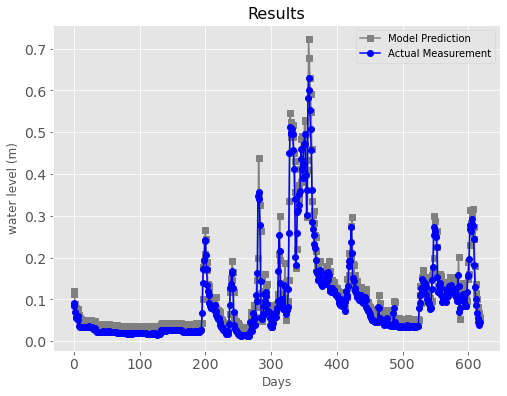 Results
Model Prediction
Actual Measurement
0.7
0.6
0.5
0.4
0.3
0.2
0.1
0.0
water level (m)
0 100 200 300 400 500 600
Days